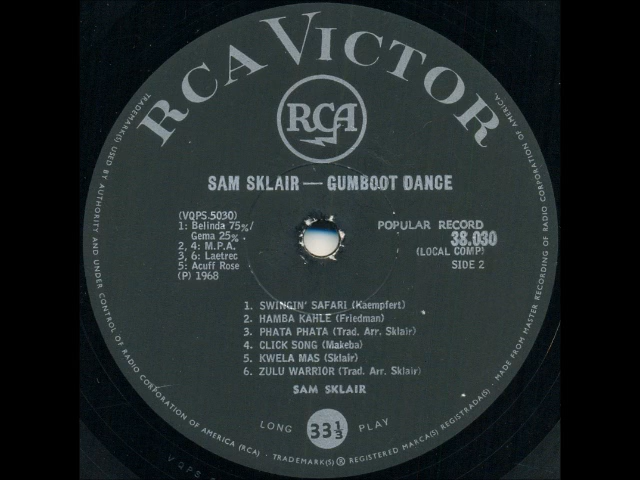 RCA VICTOR
RCA
SAM SKLAIR — GUMBOOT DANCE
(VQPS.5030)
1: Belinda 75%/
Gema 25%
2, 4: M.P.A.
3, 6: Laetrec
5: Acuff Rose
(P) 1968
POPULAR RECORD
38.030
(LOCAL COMP)
SIDE 2
1. SWINGIN' SAFARI (Kaempfert)
2. HAMBA KAHLE (Friedman)
3. PHATA PHATA (Trad. Arr. Sklair)
4. CLICK SONG (Makeba)
5. KWELA MAS (Sklair)
6. ZULU WARRIOR (Trad. Arr. Sklair)
SAM SKLAIR
LONG 33⅓ PLAY
TRADEMARK(S) USED BY AUTHORITY AND UNDER CONTROL OF RADIO CORPORATION OF AMERICA (RCA) · TRADEMARK(S) ® REGISTERED MARCA(S) REGISTRADA(S) · MADE FROM MASTER RECORDING OF RADIO CORPORATION OF AMERICA.
VQPS